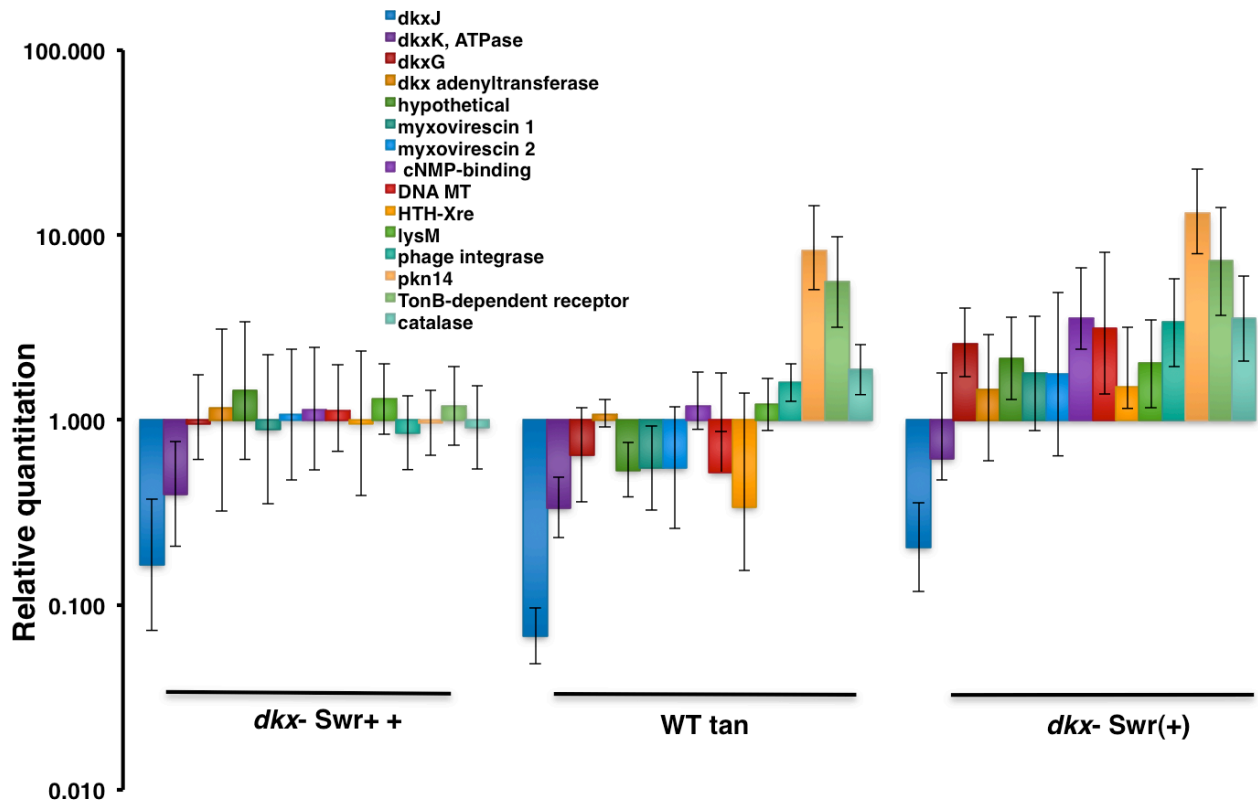 dkxJ
dkxK, ATPase
dkxG
dkx adenyltransferase
hypothetical
myxovirescin 1
myxovirescin 2
cNMP-binding
DNA MT
HTH-Xre
lysM
phage integrase
pkn14
TonB-dependent receptor
catalase
Relative quantitation
100.000
10.000
1.000
0.100
0.010
dkx- Swr+ +
WT tan
dkx- Swr(+)